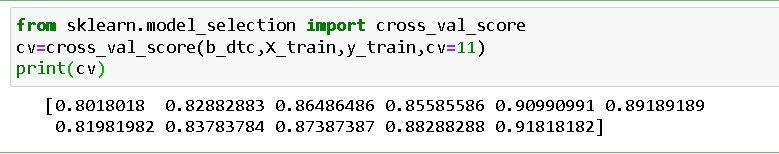 from sklearn.model_selection import cross_val_score
cv=cross_val_score(b_dtc,X_train,y_train,cv=11)
print(cv)
[0.8018018  0.82882883 0.86486486 0.85585586 0.90990991 0.89189189
0.81981982 0.83783784 0.87387387 0.88288288 0.91818182]